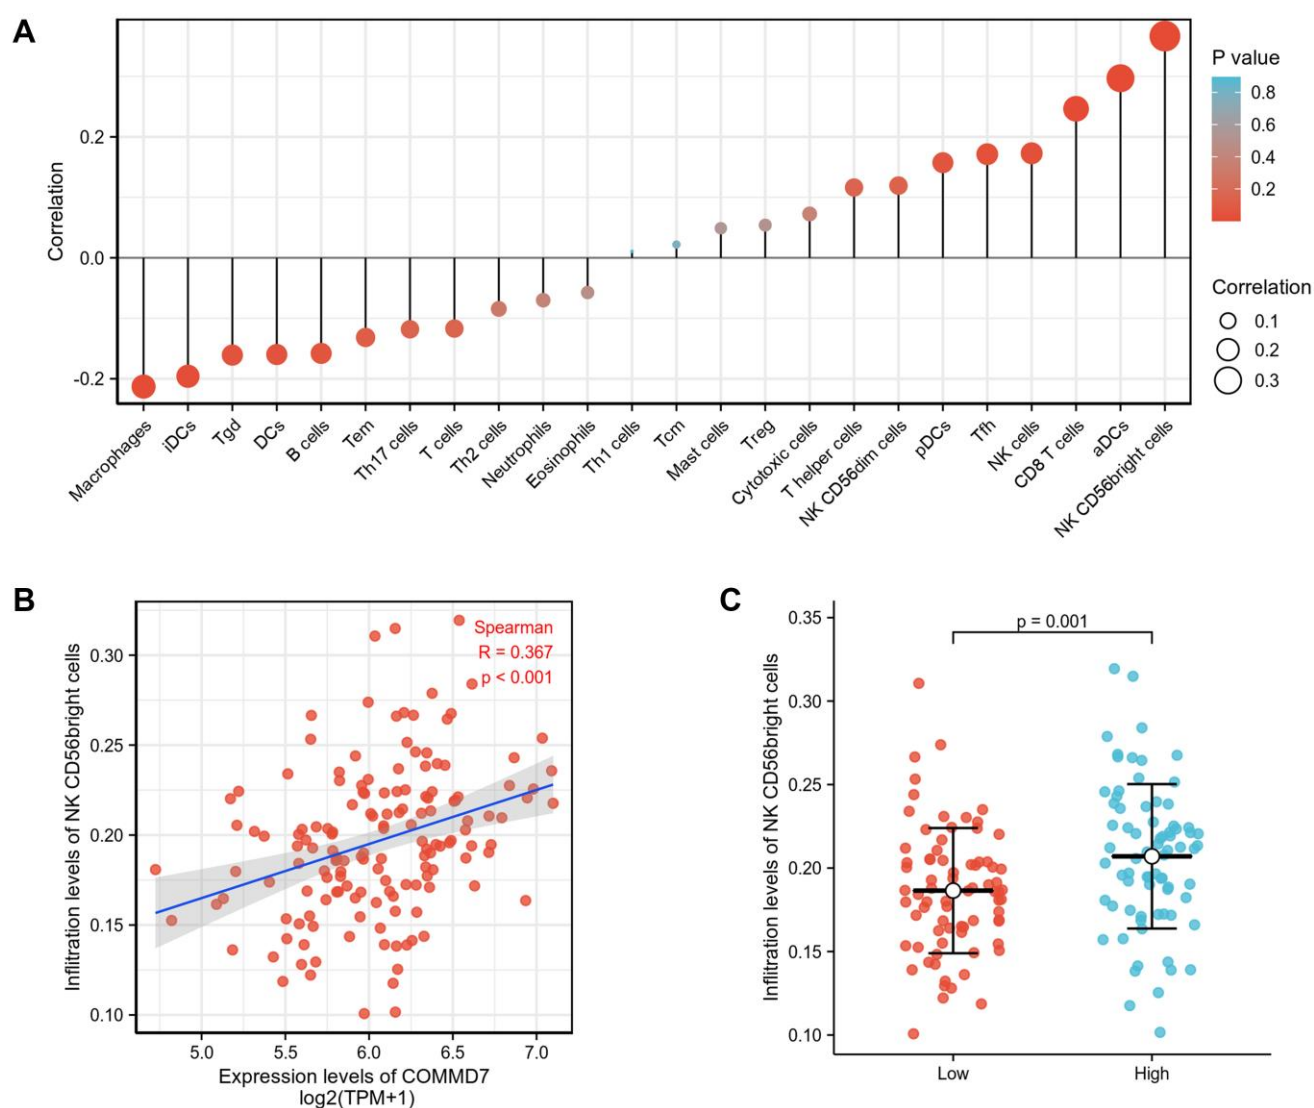 A
P value
0.8
0.6
0.4
0.2
Correlation
0.1
0.2
0.3
Correlation
0.2
0.0
-0.2
Macrophages
iDCs
Tgd
DCs
B cells
Tem
Th17 cells
T cells
Th2 cells
Neutrophils
Eosinophils
Th1 cells
Tcm
Mast cells
Treg
Cytotoxic cells
T helper cells
NK CD56dim cells
pDCs
Tfh
NK cells
CD8 T cells
aDCs
NK CD56bright cells
B
Infiltration levels of NK CD56bright cells
0.30
0.25
0.20
0.15
0.10
Spearman
R = 0.367
p < 0.001
5.0
5.5
6.0
6.5
7.0
Expression levels of COMMD7
log2(TPM+1)
C
Infiltration levels of NK CD56bright cells
0.35
0.30
0.25
0.20
0.15
0.10
p = 0.001
Low
High